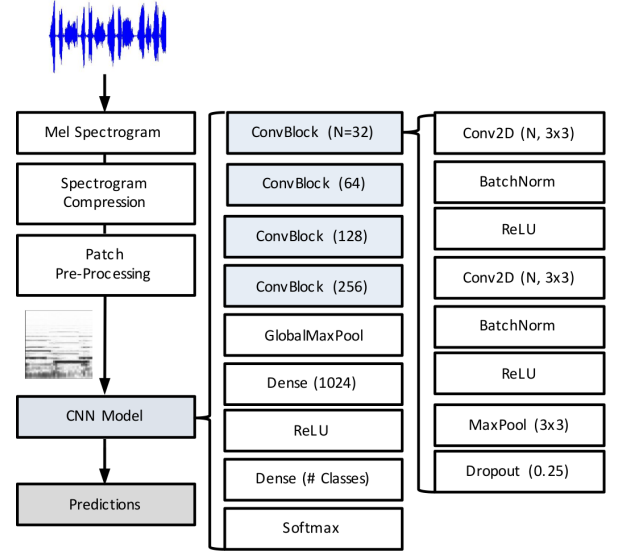 Mel Spectrogram
Spectrogram
Compression
Patch
Pre-Processing
CNN Model
Predictions
ConvBlock (N=32)
ConvBlock (64)
ConvBlock (128)
ConvBlock (256)
GlobalMaxPool
Dense (1024)
ReLU
Dense (# Classes)
Softmax
Conv2D (N, 3x3)
BatchNorm
ReLU
Conv2D (N, 3x3)
BatchNorm
ReLU
MaxPool (3x3)
Dropout (0.25)